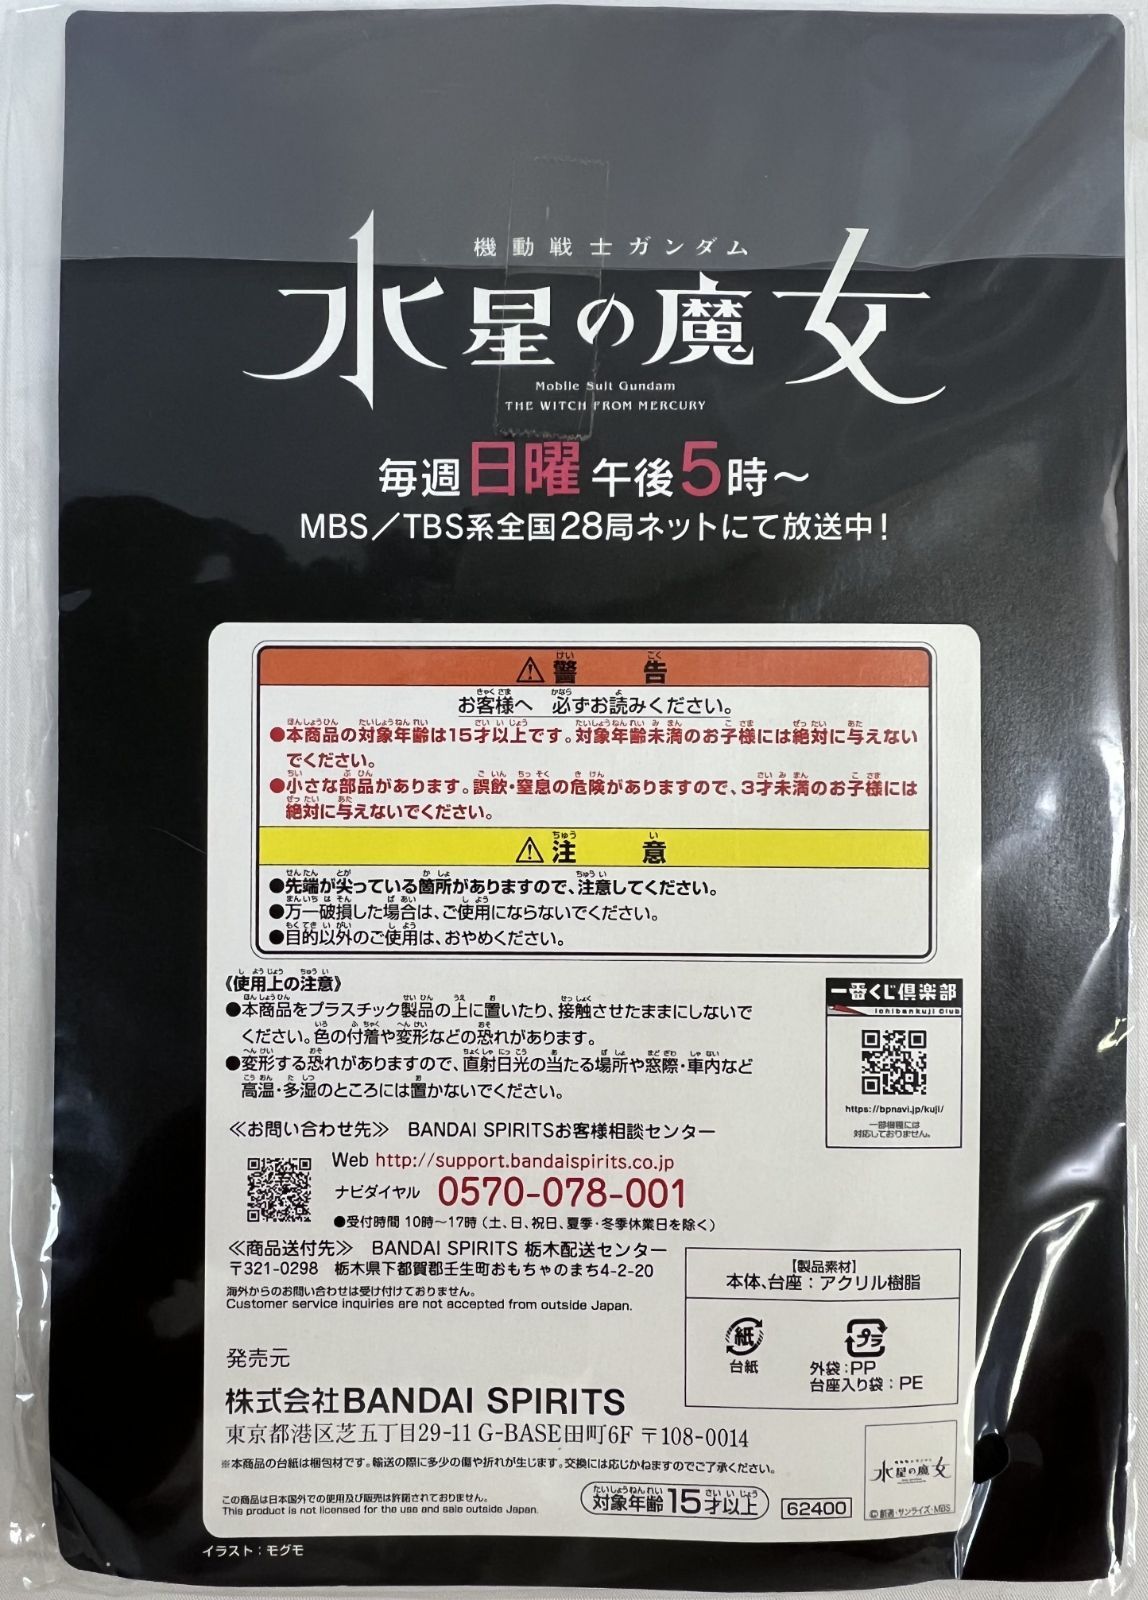 機動戦士ガンダム
水星の魔女
Mobile Suit Gundam
THE WITCH FROM MERCURY
毎週日曜午後5時～
MBS／TBS系全国28局ネットにて放送中！
⚠警告
お客様へ 必ずお読みください。
●本商品の対象年齢は15才以上です。対象年齢未満のお子様には絶対に与えない
でください。
●小さな部品があります。誤飲・窒息の危険がありますので、3才未満のお子様には
絶対に与えないでください。
⚠注意
●先端が尖っている箇所がありますので、注意してください。
●万一破損した場合は、ご使用にならないでください。
●目的以外のご使用は、おやめください。
《使用上の注意》
●本商品をプラスチック製品の上に置いたり、接触させたままにしないで
ください。色の付着や変形などの恐れがあります。
●変形する恐れがありますので、直射日光の当たる場所や窓際・車内など
高温・多湿のところには置かないでください。
一番くじ倶楽部
Ichibankuji Club
https://bpnavi.jp/kuji/
一部機種には
対応しておりません。
≪お問い合わせ先≫ BANDAI SPIRITSお客様相談センター
Web http://support.bandaispirits.co.jp
ナビダイヤル 0570-078-001
●受付時間 10時～17時（土、日、祝日、夏季・冬季休業日を除く）
≪商品送付先≫ BANDAI SPIRITS 栃木配送センター
〒321-0298 栃木県下都賀郡壬生町おもちゃのまち4-2-20
海外からのお問い合わせは受け付けておりません。
Customer service inquiries are not accepted from outside Japan.
【製品素材】
本体、台座：アクリル樹脂
紙
台紙
プラ
外袋：PP
台座入り袋：PE
発売元
株式会社BANDAI SPIRITS
東京都港区芝五丁目29-11 G-BASE田町6F 〒108-0014
※本商品の台紙は梱包材です。輸送の際に多少の傷や折れが生じます。交換には応じかねますのでご了承ください。
この商品は日本国外での使用及び販売は許諾されておりません。
This product is not licensed for the use and sale outside Japan.
対象年齢15才以上
62400
水星の魔女
©創通・サンライズ・MBS
イラスト：モグモ